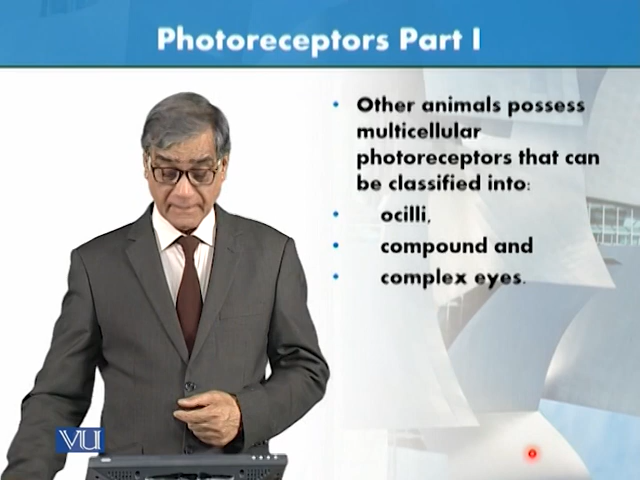 Photoreceptors Part I
• Other animals possess
multicellular
photoreceptors that can
be classified into:
• ocilli,
• compound and
• complex eyes.
VU